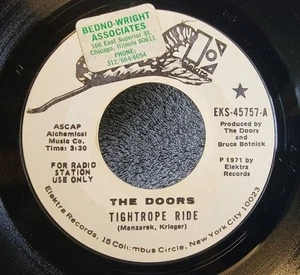 BEDNO-WRIGHT
ASSOCIATES
166 East Superior St.
Chicago, Illinois 60611
PHONE:
312/664-6054
ASCAP
Alchemical
Music Co.
Time: 3:30
FOR RADIO
STATION
USE ONLY
EKS-45757-A
Produced by
The Doors
and
Bruce Botnick
℗ 1971 by
Elektra
Records
THE DOORS
TIGHTROPE RIDE
(Manzarek, Krieger)
Elektra Records, 15 Columbus Circle, New York City 10023